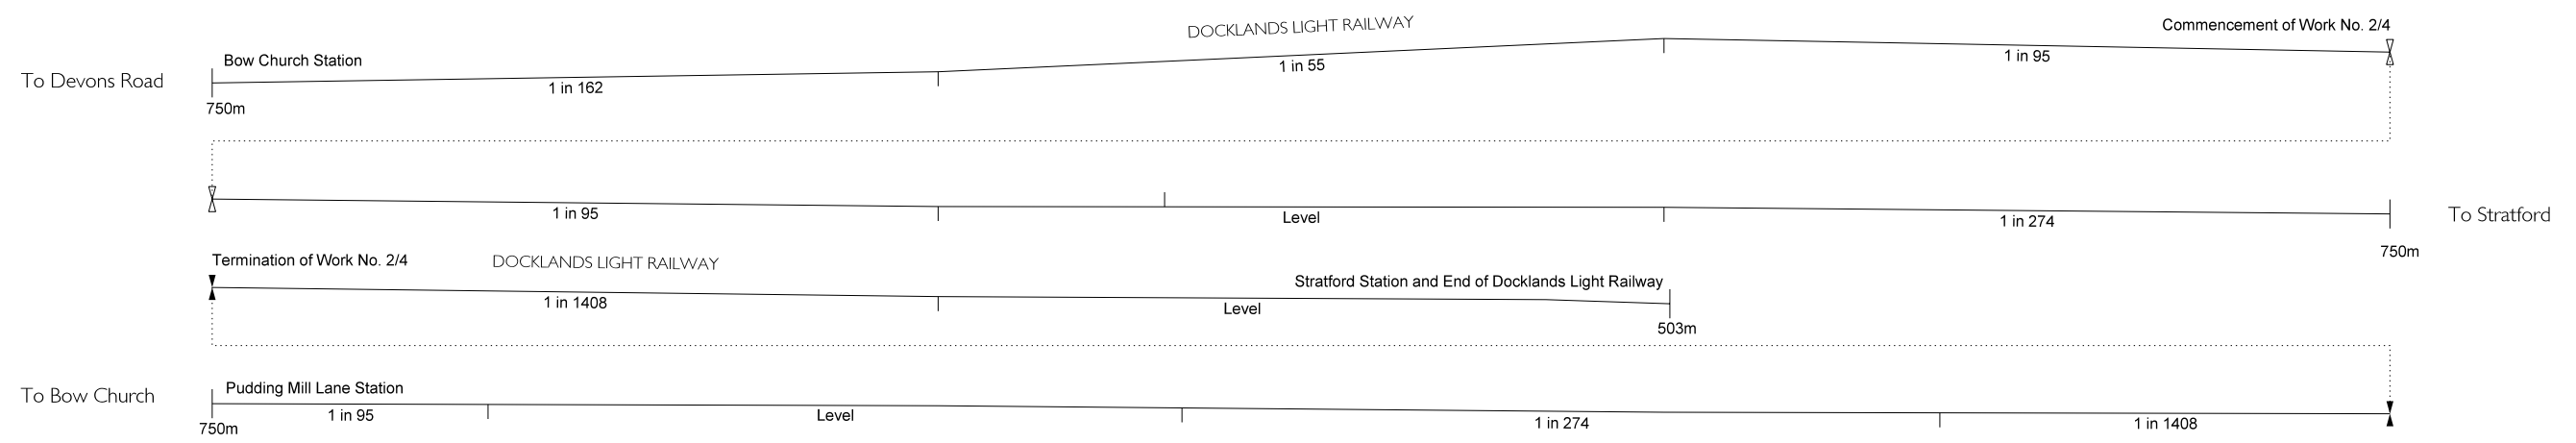 DOCKLANDS LIGHT RAILWAY
Commencement of Work No. 2/4
Bow Church Station
To Devons Road
1 in 162
1 in 55
1 in 95
750m
1 in 95
Level
1 in 274
To Stratford
750m
Termination of Work No. 2/4
DOCKLANDS LIGHT RAILWAY
Stratford Station and End of Docklands Light Railway
1 in 1408
Level
503m
To Bow Church
Pudding Mill Lane Station
1 in 95
Level
1 in 274
1 in 1408
750m